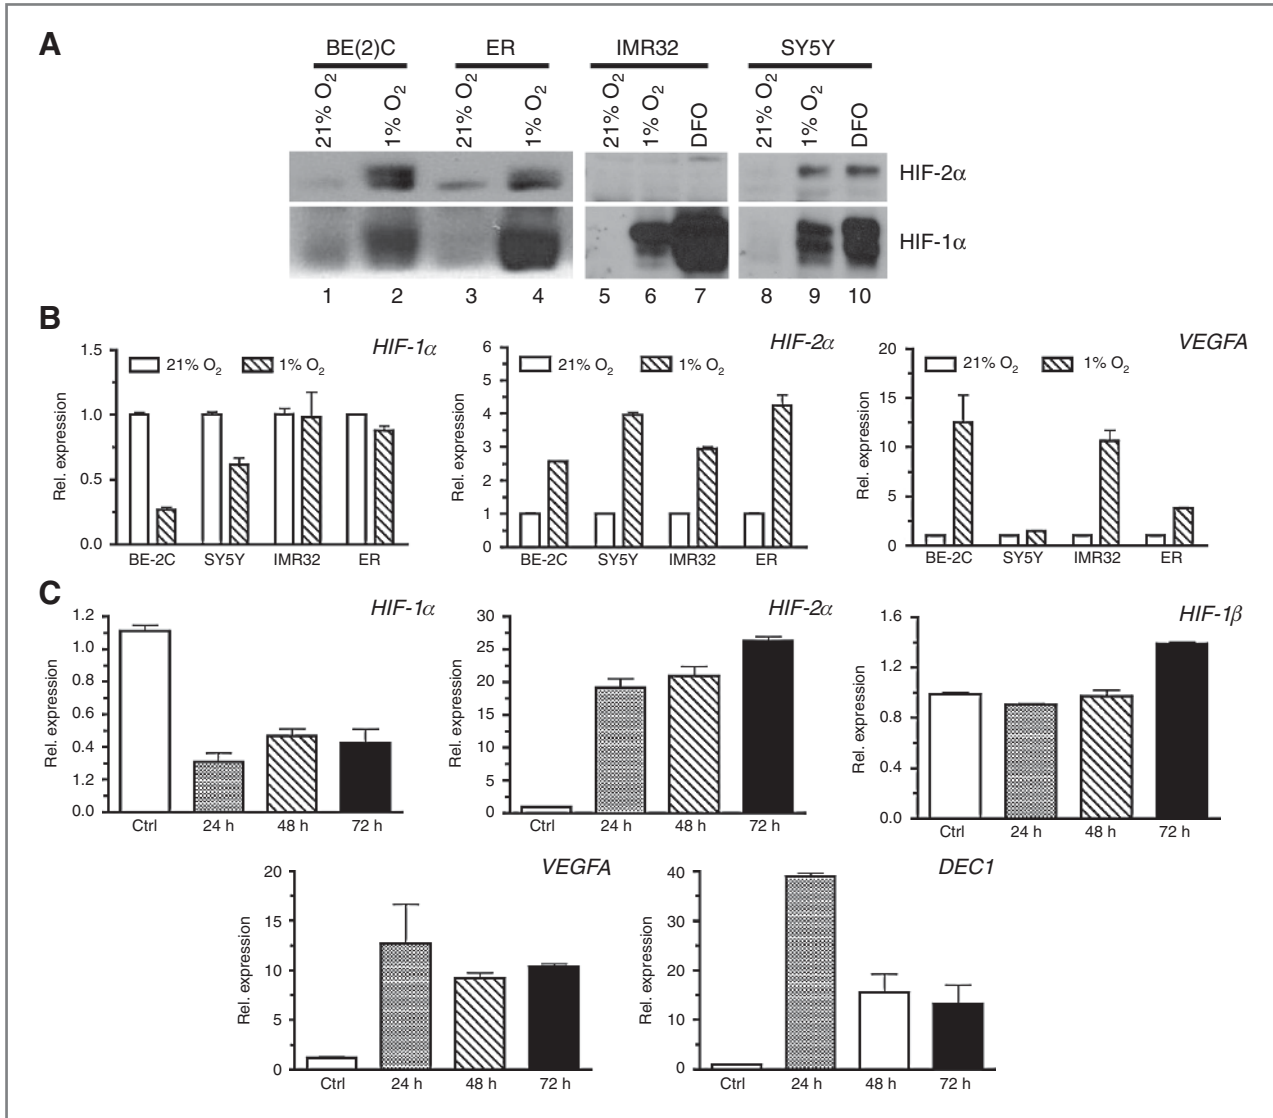 A
BE(2)C ER IMR32 SY5Y
21% O2 1% O2 21% O2 1% O2 21% O2 1% O2 DFO 21% O2 1% O2 DFO
HIF-2α
HIF-1α
1 2 3 4 5 6 7 8 9 10
B
HIF-1α
21% O2 1% O2
Rel. expression
1.5
1.0
0.5
0.0
BE-2C SY5Y IMR32 ER
HIF-2α
21% O2 1% O2
Rel. expression
6
5
4
3
2
1
0
BE-2C SY5Y IMR32 ER
VEGFA
21% O2 1% O2
Rel. expression
20
15
10
5
0
BE-2C SY5Y IMR32 ER
C
HIF-1α
Rel. expression
1.2
1.0
0.8
0.6
0.4
1.2
0.0
Ctrl 24 h 48 h 72 h
HIF-2α
Rel. expression
30
25
20
15
10
5
0
Ctrl 24 h 48 h 72 h
HIF-1β
Rel. expression
1.6
1.2
0.8
0.4
0.0
Ctrl 24 h 48 h 72 h
VEGFA
Rel. expression
20
15
10
5
0
Ctrl 24 h 48 h 72 h
DEC1
Rel. expression
40
30
20
10
0
Ctrl 24 h 48 h 72 h